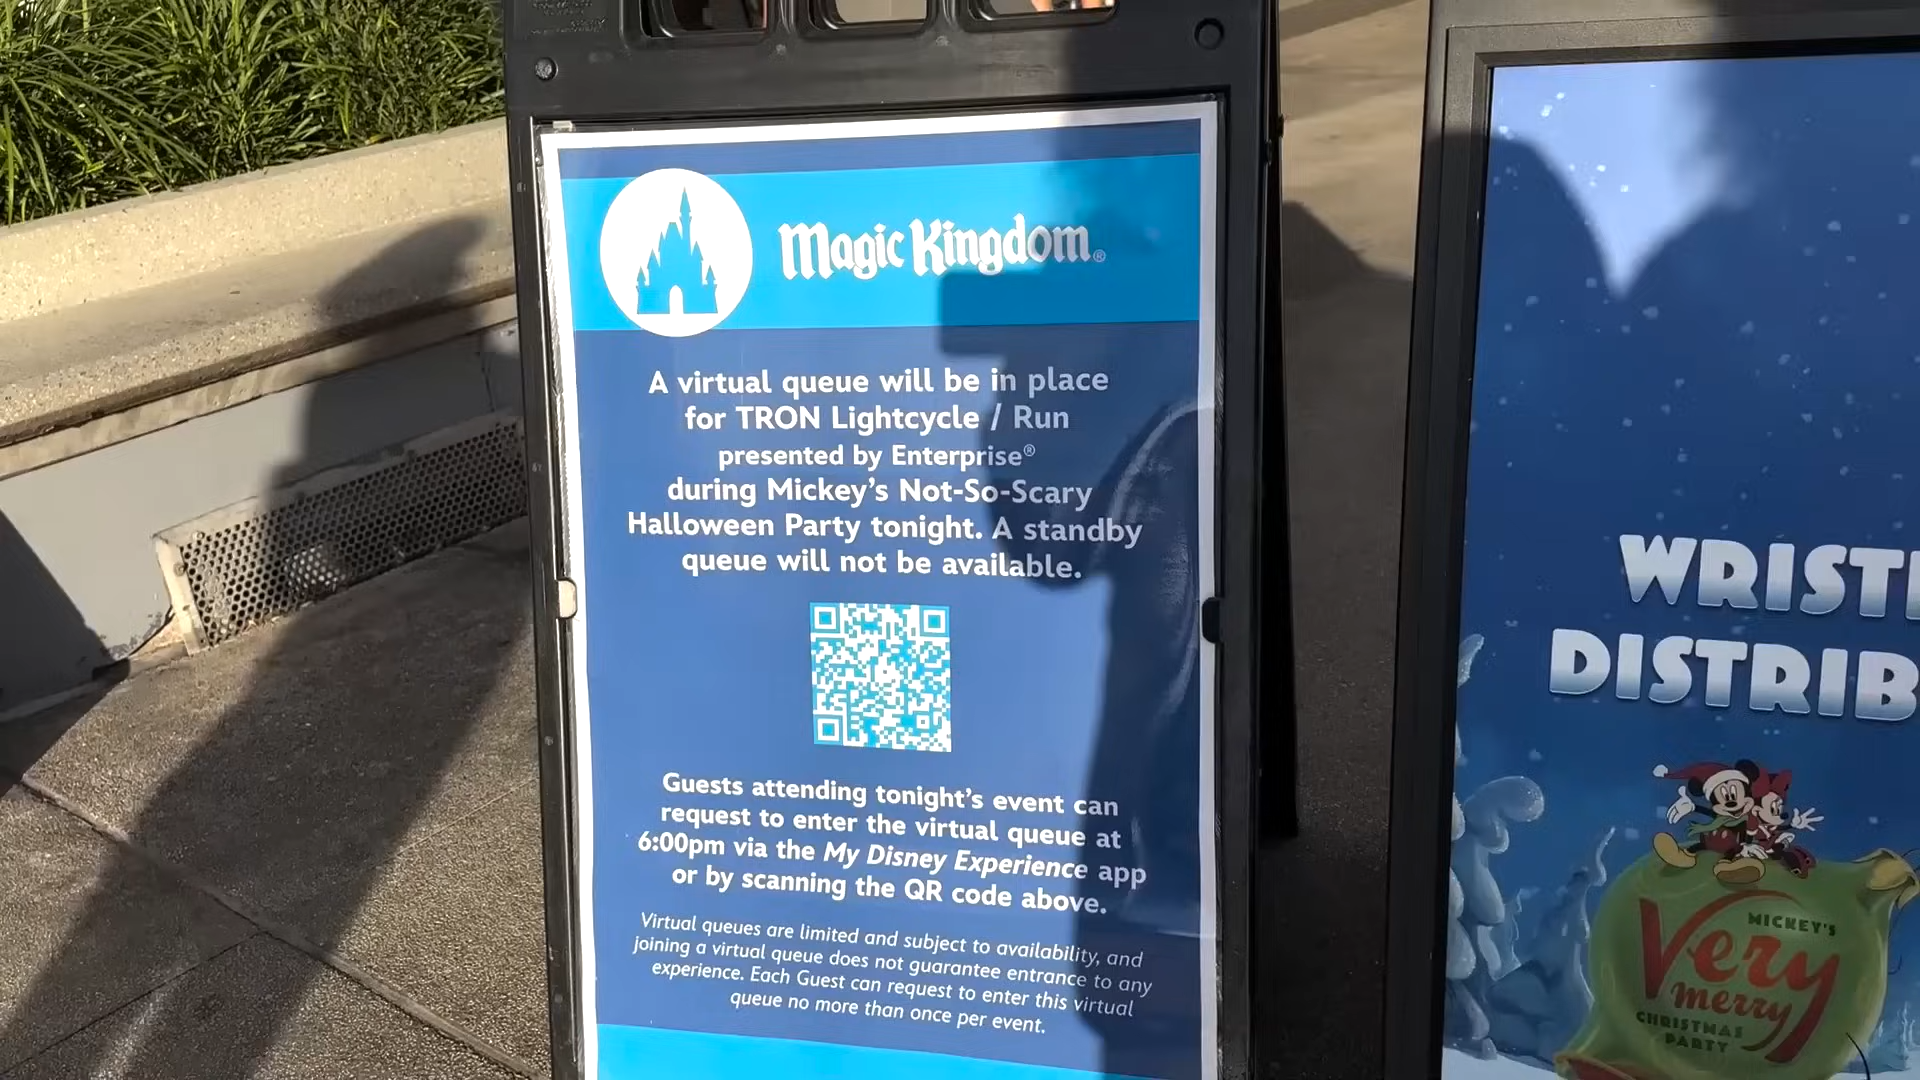 Magic Kingdom®
A virtual queue will be in place
for TRON Lightcycle / Run
presented by Enterprise®
during Mickey's Not-So-Scary
Halloween Party tonight. A standby
queue will not be available.
Guests attending tonight's event can
request to enter the virtual queue at
6:00pm via the My Disney Experience app
or by scanning the QR code above.
Virtual queues are limited and subject to availability, and
joining a virtual queue does not guarantee entrance to any
experience. Each Guest can request to enter this virtual
queue no more than once per event.
WRIST
DISTRIB
MICKEY'S
Very
merry
CHRISTMAS
PARTY